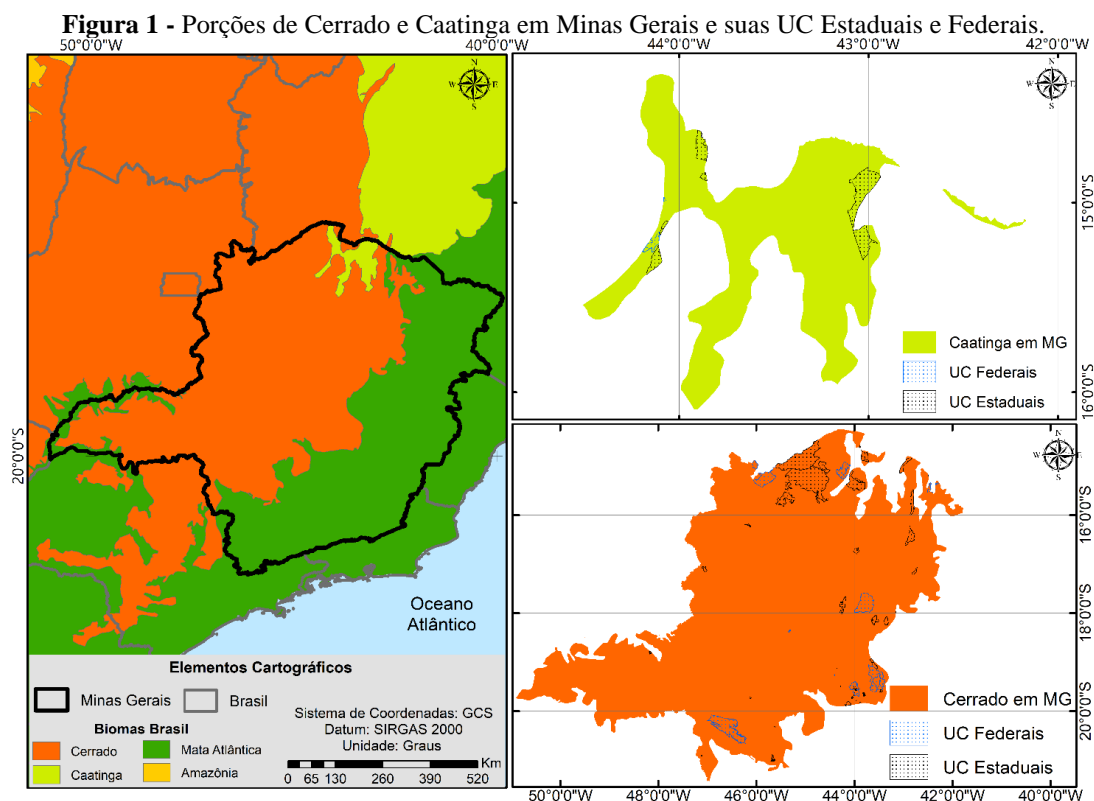 Figura 1 - Porções de Cerrado e Caatinga em Minas Gerais e suas UC Estaduais e Federais.
50°0'0"W 40°0'0"W
20°0'0"S
N
W E
S
Oceano
Atlântico
Elementos Cartográficos
Minas Gerais Brasil
Biomas Brasil
Cerrado Mata Atlântica
Caatinga Amazônia
Sistema de Coordenadas: GCS
Datum: SIRGAS 2000
Unidade: Graus
Km
0 65 130 260 390 520
44°0'0"W 43°0'0"W 42°0'0"W
N
W E
S
15°0'0"S
16°0'0"S
Caatinga em MG
UC Federais
UC Estaduais
N
W E
S
16°0'0"S
18°0'0"S
20°0'0"S
Cerrado em MG
UC Federais
UC Estaduais
50°0'0"W 48°0'0"W 46°0'0"W 44°0'0"W 42°0'0"W 40°0'0"W